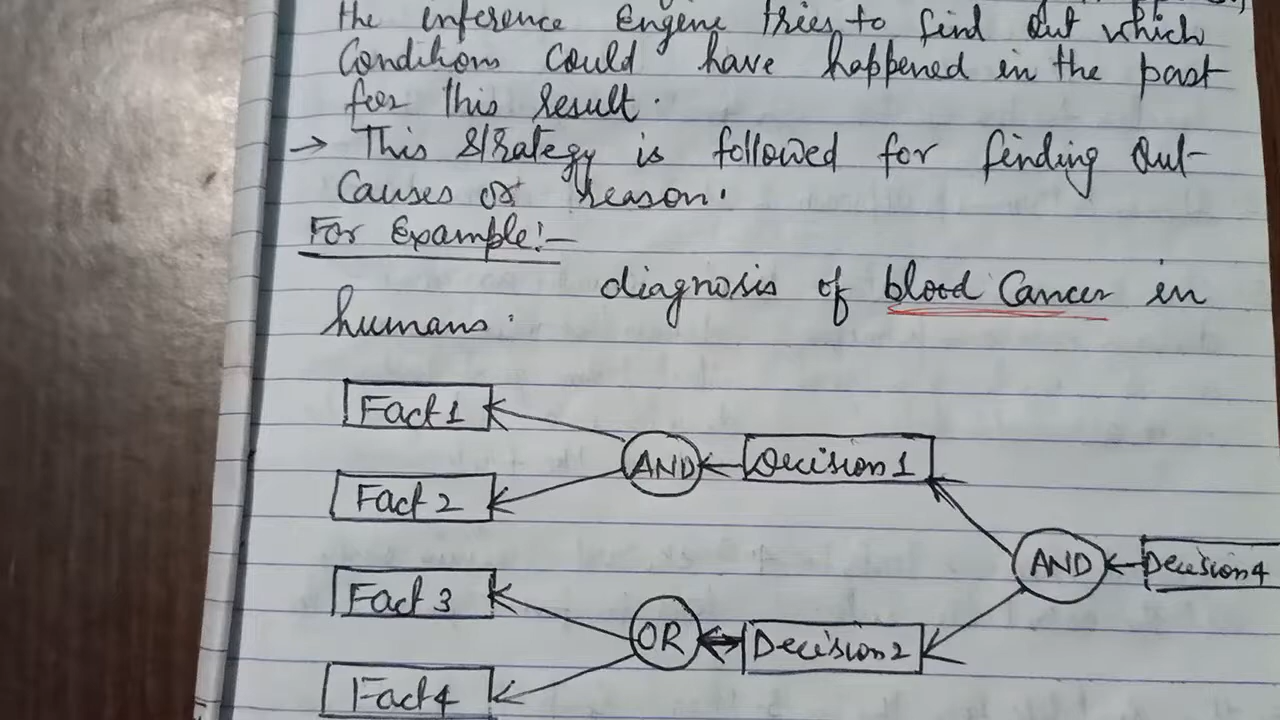 the inference Engine tries to find out which
Conditions could have happened in the past
for this result.
→ This strategy is followed for finding out
Causes or reason.
For Example:-
diagnosis of blood Cancer in
humans.
Fact 1
AND
Decision 1
Fact 2
AND
Decision 4
Fact 3
OR
Decision 2
Fact 4